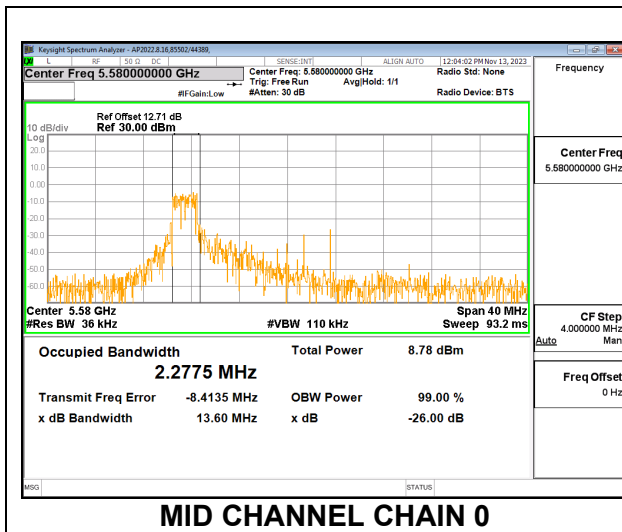 Keysight Spectrum Analyzer - AP2022.8.16,85502/44389,
L RF 50 Ω DC SENSE:INT ALIGN AUTO 12:04:02 PM Nov 13, 2023
Center Freq 5.580000000 GHz
Center Freq: 5.580000000 GHz Radio Std: None
Trig: Free Run Avg|Hold: 1/1
#IFGain:Low #Atten: 30 dB Radio Device: BTS
Frequency
Ref Offset 12.71 dB
10 dB/div Ref 30.00 dBm
Log
20.0
10.0
0.00
-10.0
-20.0
-30.0
-40.0
-50.0
-60.0
Center 5.58 GHz Span 40 MHz
#Res BW 36 kHz #VBW 110 kHz Sweep 93.2 ms
Center Freq
5.580000000 GHz
CF Step
4.000000 MHz
Auto Man
Freq Offset
0 Hz
Occupied Bandwidth Total Power 8.78 dBm
2.2775 MHz
Transmit Freq Error -8.4135 MHz OBW Power 99.00 %
x dB Bandwidth 13.60 MHz x dB -26.00 dB
MSG STATUS
MID CHANNEL CHAIN 0